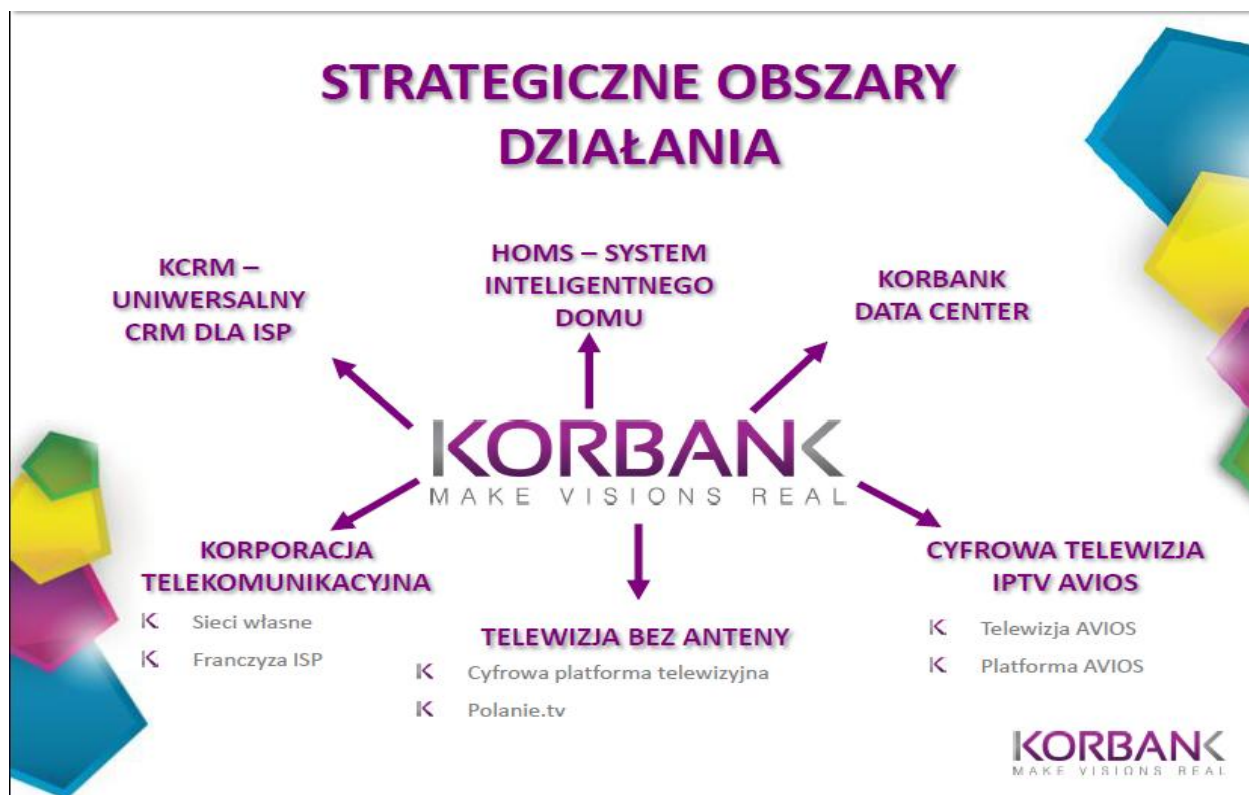 STRATEGICZNE OBSZARY
DZIAŁANIA
KCRM –
UNIWERSALNY
CRM DLA ISP
HOMS – SYSTEM
INTELIGENTNEGO
DOMU
KORBANK
DATA CENTER
KORBANK
MAKE VISIONS REAL
KORPORACJA
TELEKOMUNIKACYJNA
Sieci własne
Franczyza ISP
TELEWIZJA BEZ ANTENY
Cyfrowa platforma telewizyjna
Polanie.tv
CYFROWA TELEWIZJA
IPTV AVIOS
Telewizja AVIOS
Platforma AVIOS
KORBANK
MAKE VISIONS REAL